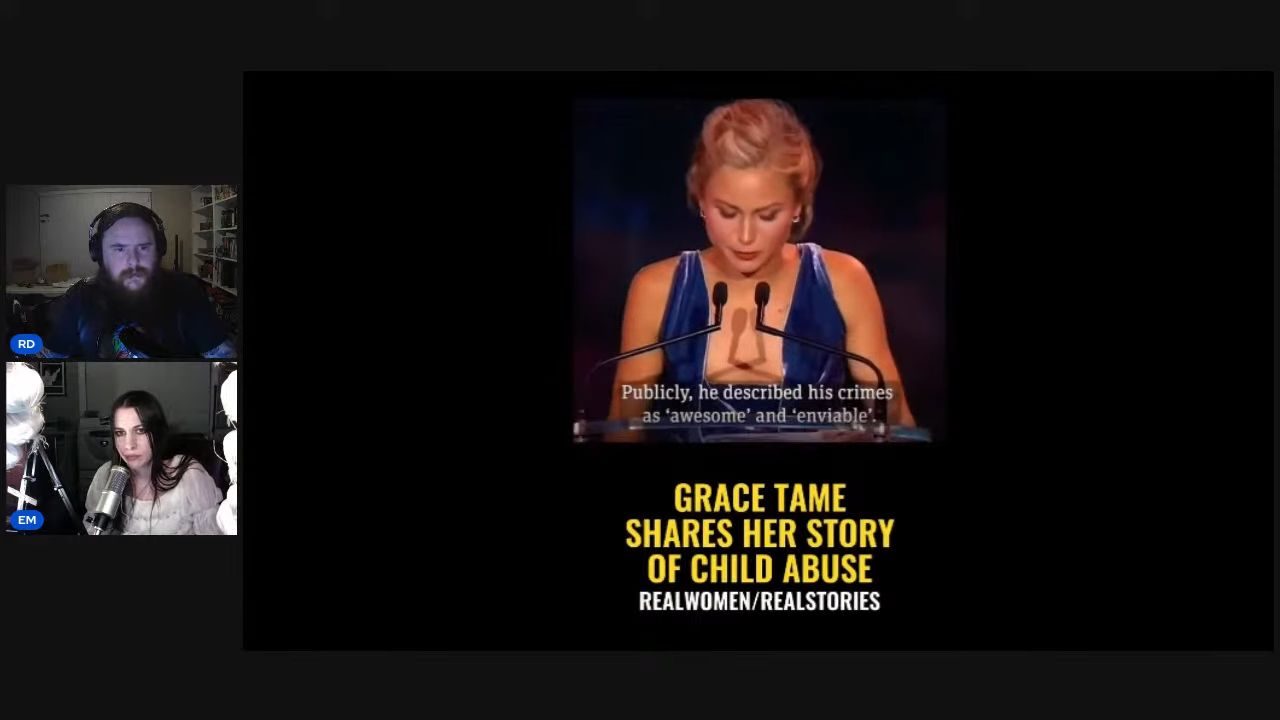 RD
EM
Publicly, he described his crimes
as ‘awesome’ and ‘enviable’.
GRACE TAME
SHARES HER STORY
OF CHILD ABUSE
REALWOMEN/REALSTORIES